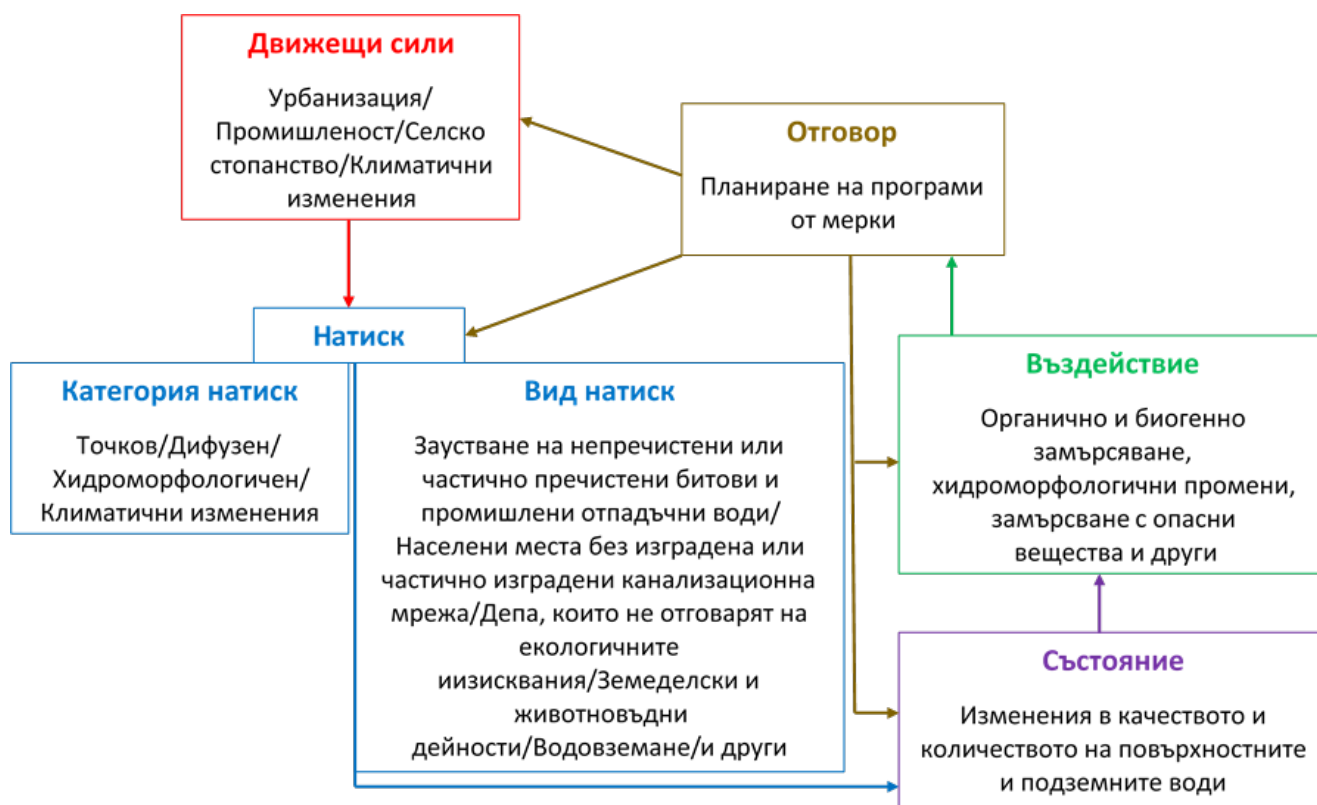 Движещи сили
Урбанизация/
Промишленост/Селско
стопанство/Климатични
изменения
Отговор
Планиране на програми
от мерки
Натиск
Категория натиск
Точков/Дифузен/
Хидроморфологичен/
Климатични изменения
Вид натиск
Заустване на непречистени или
частично пречистени битови и
промишлени отпадъчни води/
Населени места без изградена или
частично изградени канализационна
мрежа/Депа, които не отговарят на
екологичните
иизисквания/Земеделски и
животновъдни
дейности/Водовземане/и други
Въздействие
Органично и биогенно
замърсяване,
хидроморфологични промени,
замърсване с опасни
вещества и други
Състояние
Изменения в качеството и
количеството на повърхностните
и подземните води